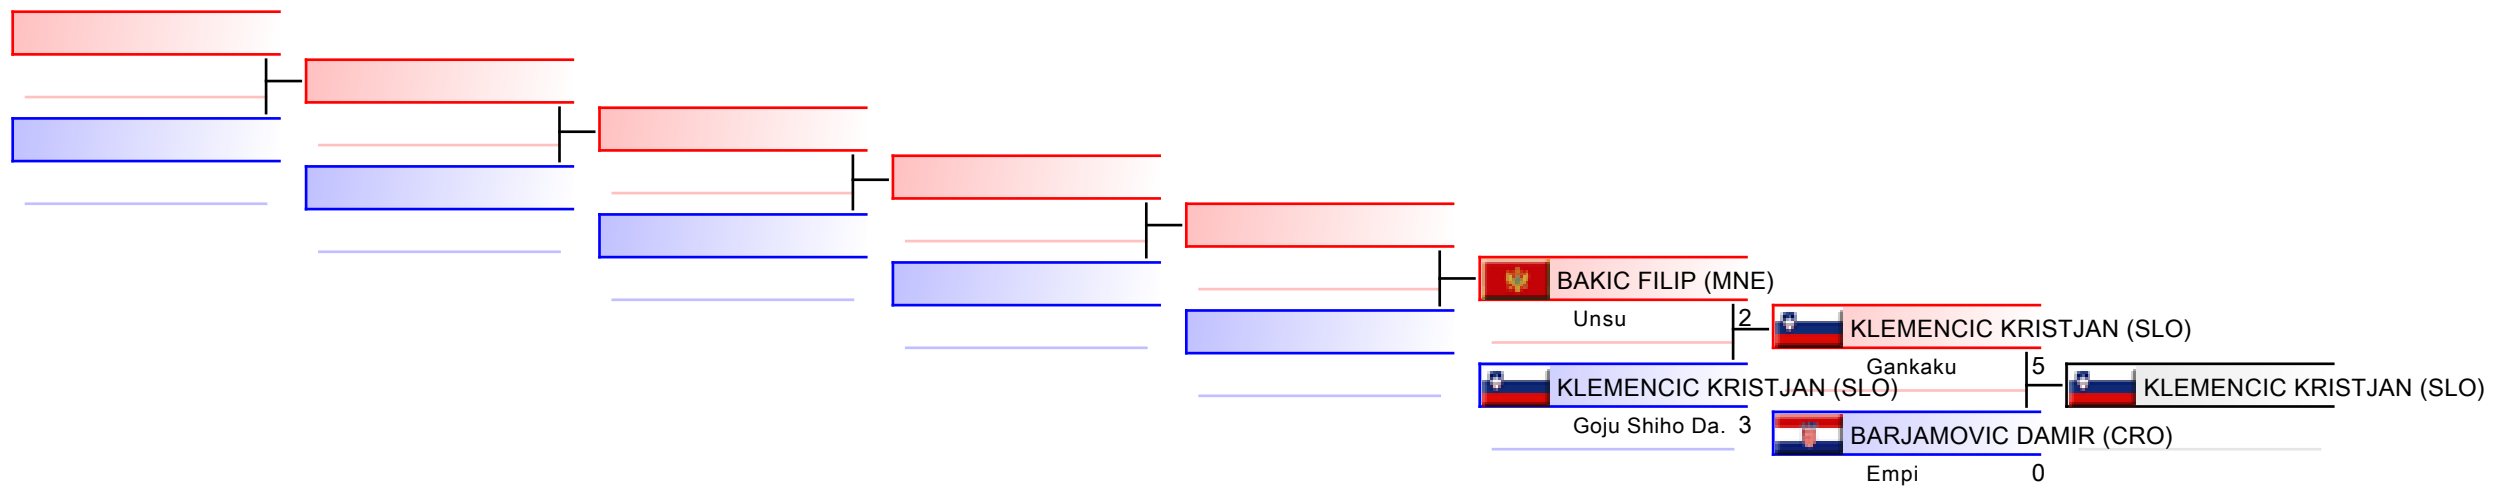 BAKIC FILIP (MNE)
Unsu 2
KLEMENCIC KRISTJAN (SLO)
Goju Shiho Da. 3
KLEMENCIC KRISTJAN (SLO)
Gankaku 5
BARJAMOVIC DAMIR (CRO)
Empi 0
KLEMENCIC KRISTJAN (SLO)